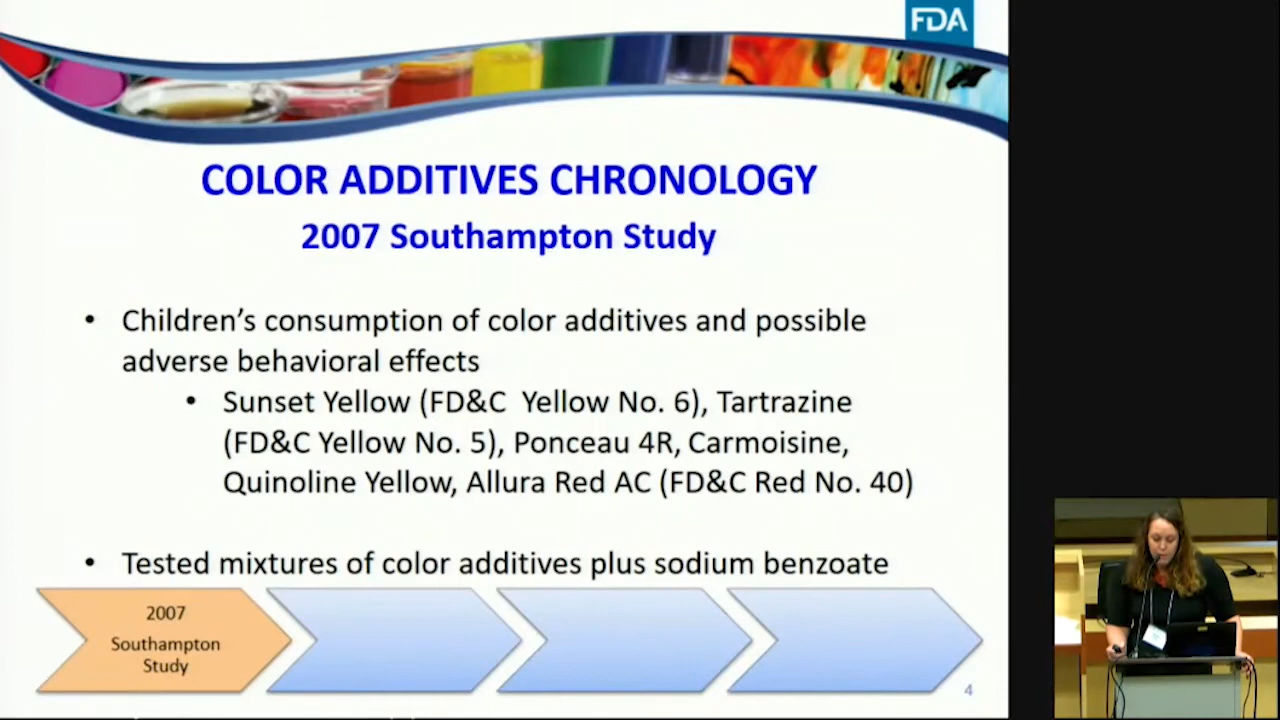 FDA
COLOR ADDITIVES CHRONOLOGY
2007 Southampton Study
• Children’s consumption of color additives and possible
adverse behavioral effects
• Sunset Yellow (FD&C Yellow No. 6), Tartrazine
(FD&C Yellow No. 5), Ponceau 4R, Carmoisine,
Quinoline Yellow, Allura Red AC (FD&C Red No. 40)
• Tested mixtures of color additives plus sodium benzoate
2007
Southampton
Study
4